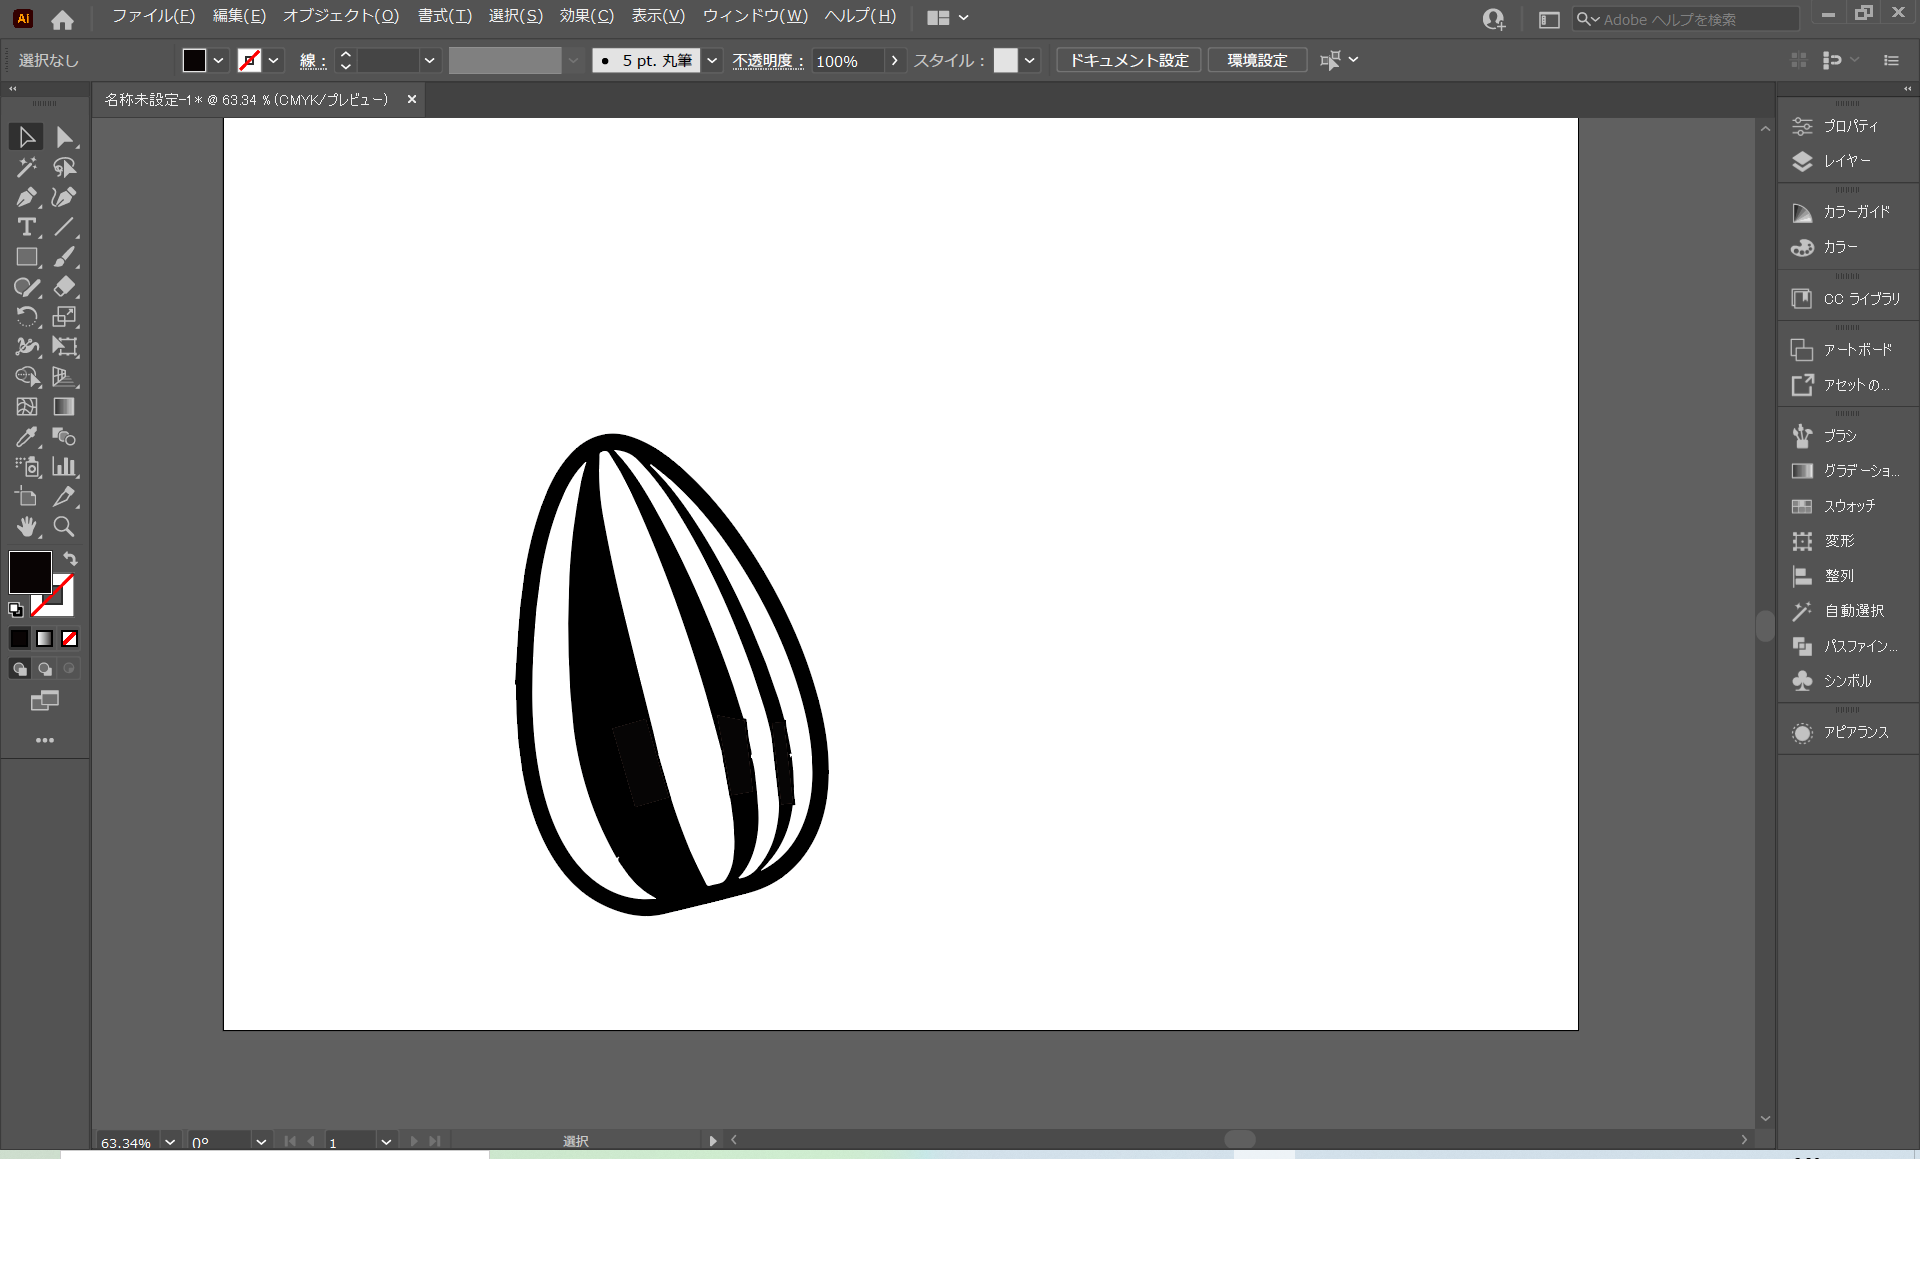 Ai ファイル(F) 編集(E) オブジェクト(O) 書式(T) 選択(S) 効果(C) 表示(V) ウィンドウ(W) ヘルプ(H) Adobe ヘルプを検索
選択なし 線： 5 pt. 丸筆 不透明度： 100% スタイル： ドキュメント設定 環境設定
名称未設定-1* @ 63.34 % (CMYK/プレビュー) ×
プロパティ
レイヤー
カラーガイド
カラー
CC ライブラリ
アートボード
アセットの...
ブラシ
グラデーショ...
スウォッチ
変形
整列
自動選択
パスファイン...
シンボル
アピアランス
63.34% 0° 1 選択